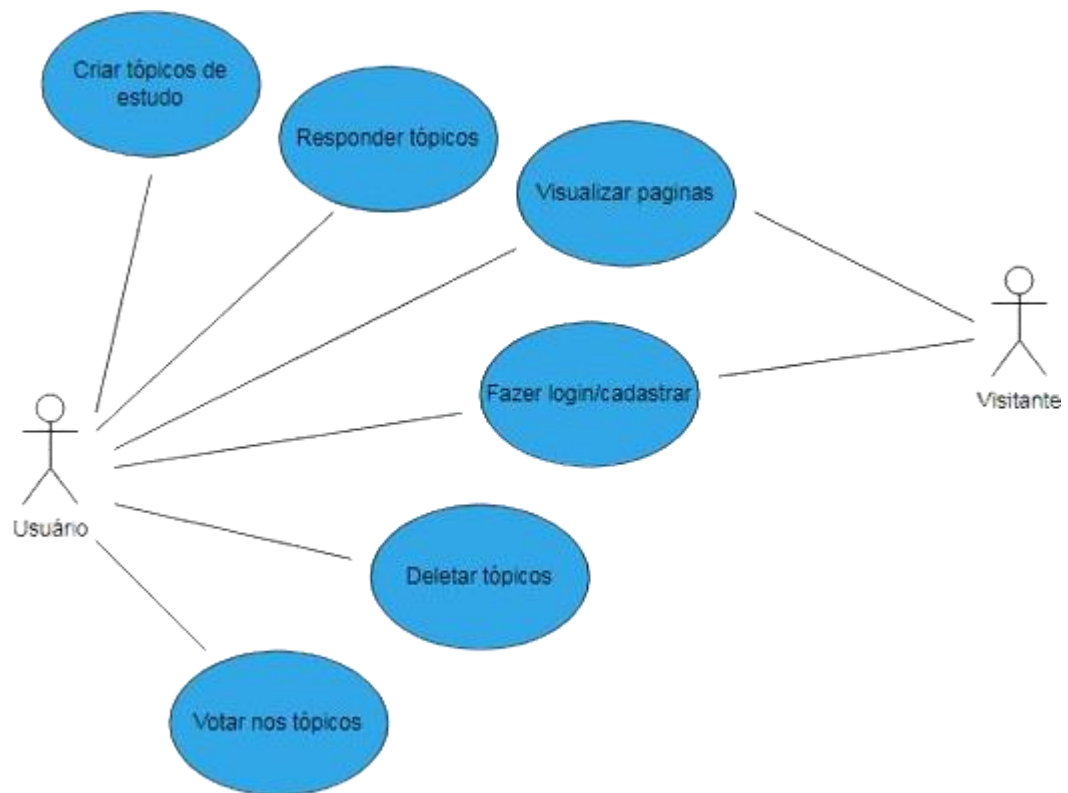 Criar tópicos de
estudo
Responder tópicos
Visualizar paginas
Fazer login/cadastrar
Visitante
Usuário
Deletar tópicos
Votar nos tópicos